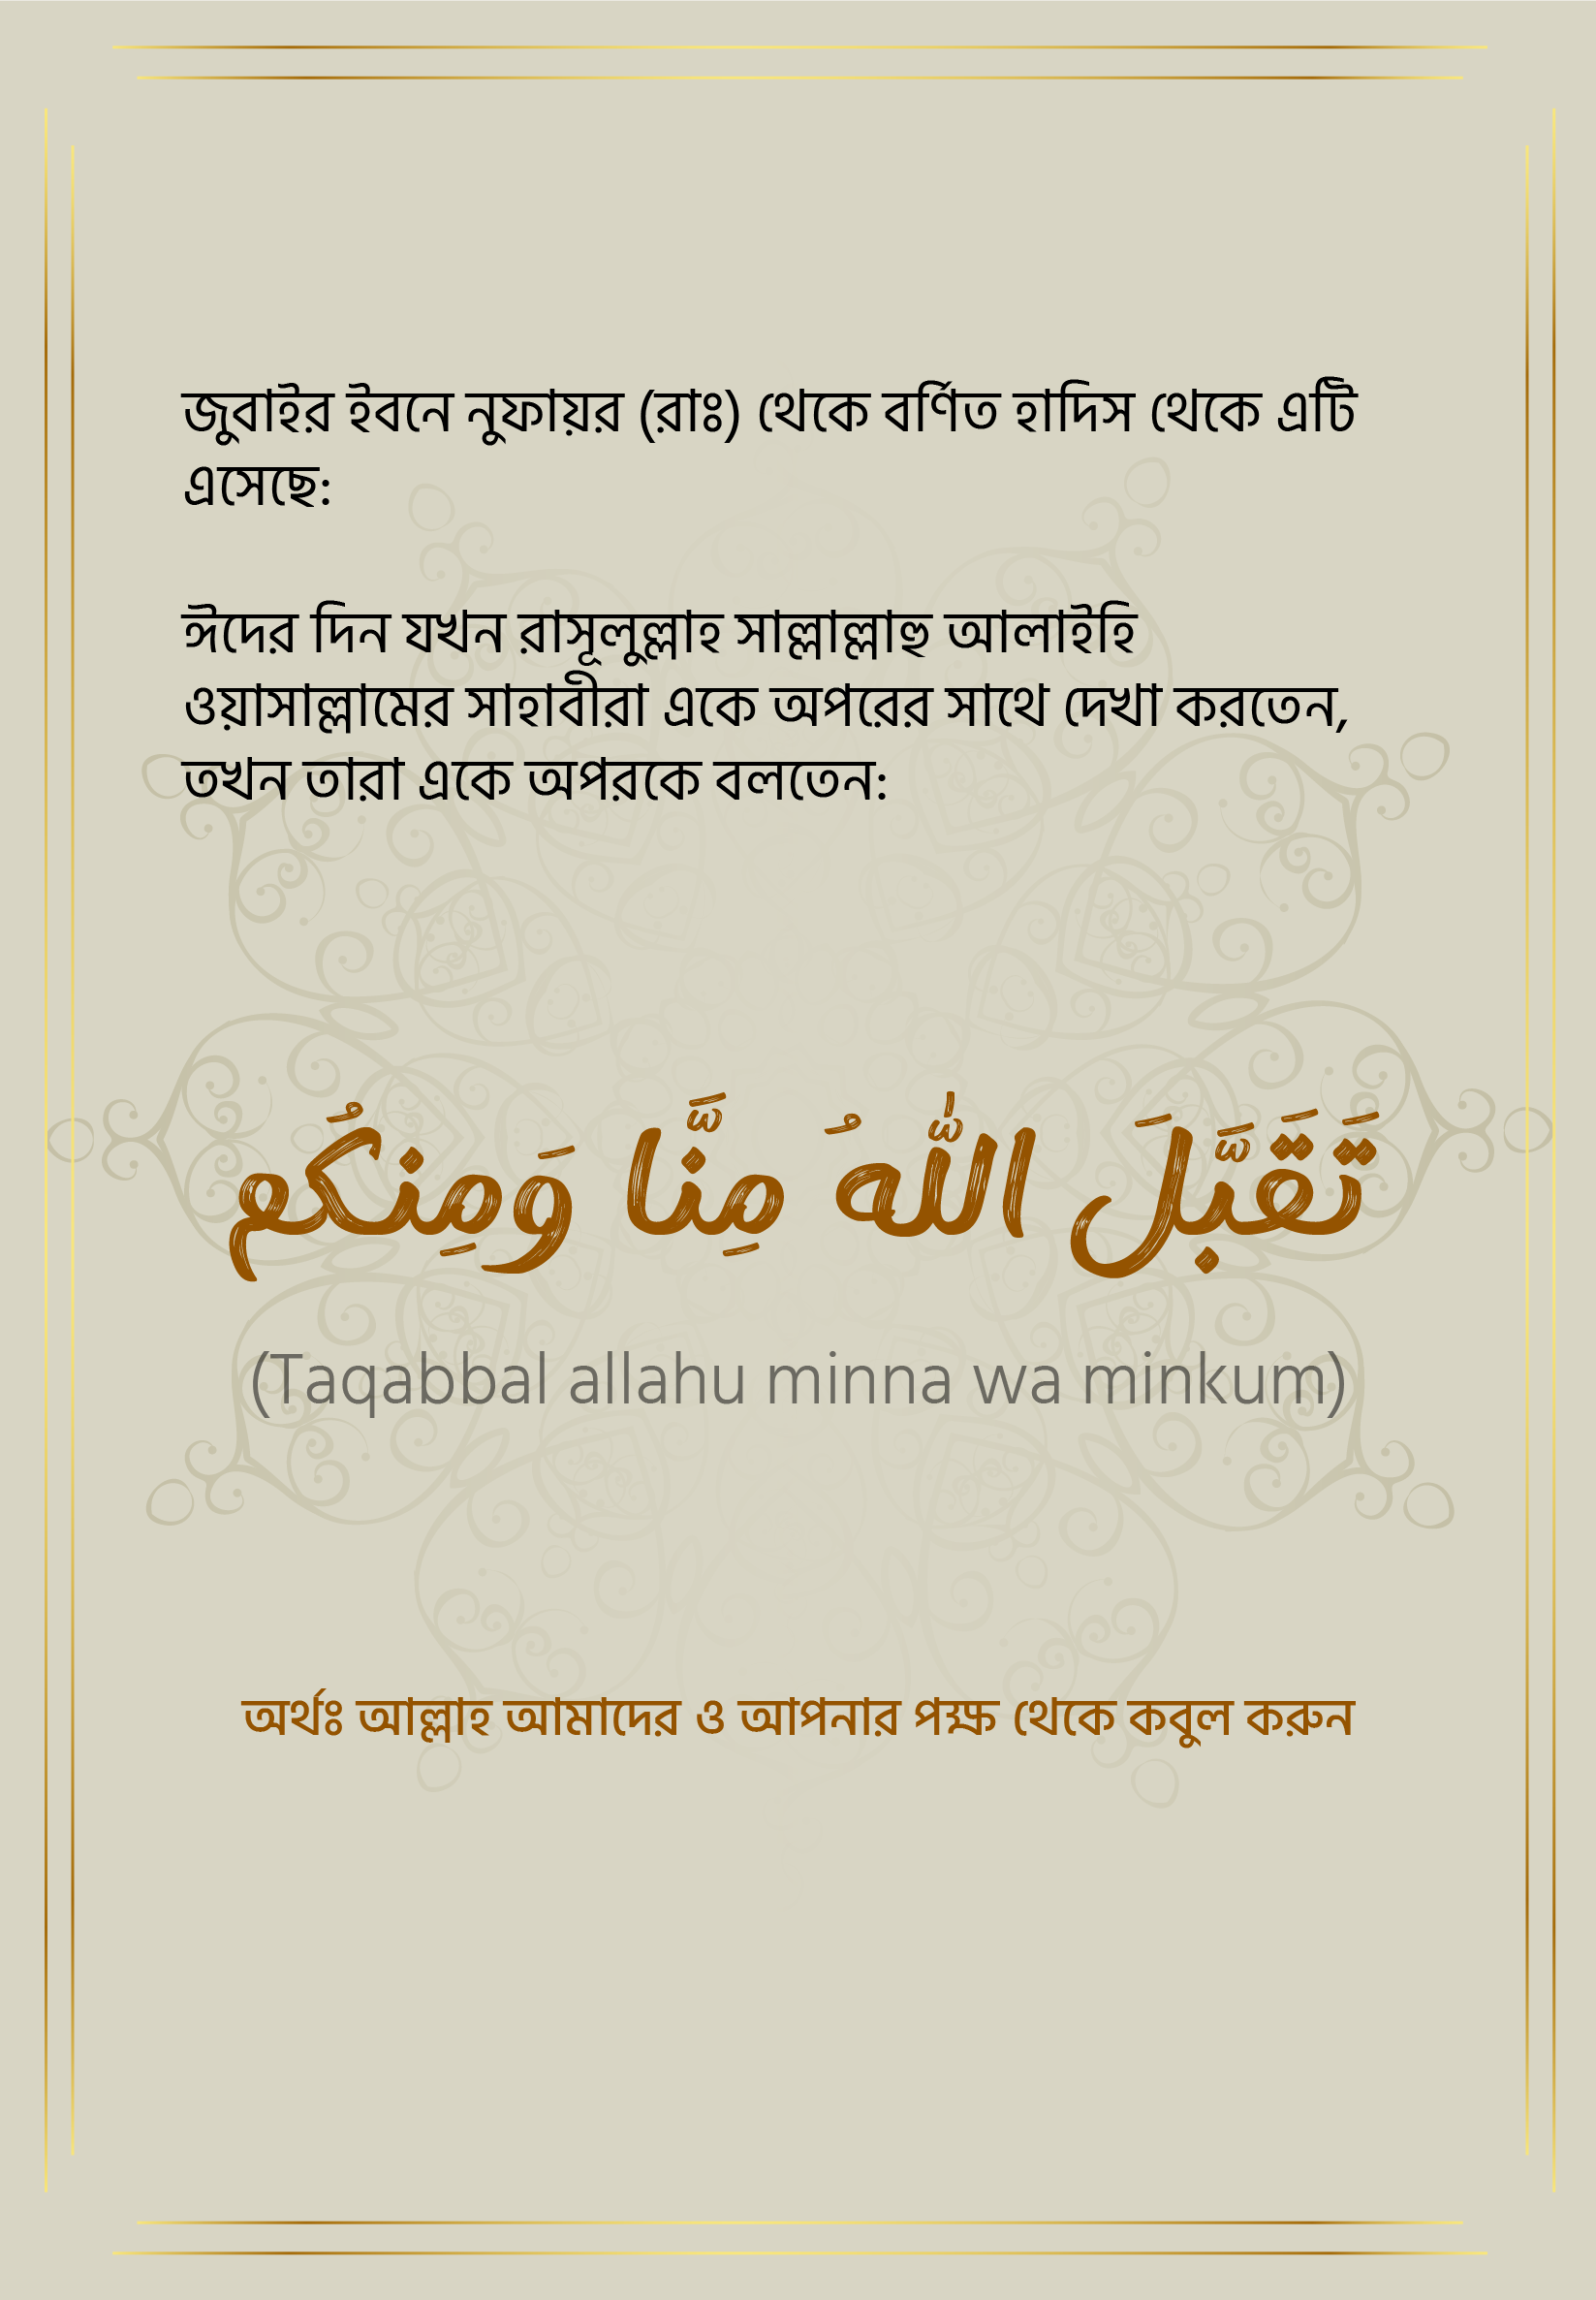 জুবাইর ইবনে নুফায়র (রাঃ) থেকে বর্ণিত হাদিস থেকে এটি
এসেছে:
ঈদের দিন যখন রাসূলুল্লাহ সাল্লাল্লাহু আলাইহি
ওয়াসাল্লামের সাহাবীরা একে অপরের সাথে দেখা করতেন,
তখন তারা একে অপরকে বলতেন:
تَقَبَّلَ اللّٰهُ مِنَّا وَمِنكُم
(Taqabbal allahu minna wa minkum)
অর্থঃ আল্লাহ আমাদের ও আপনার পক্ষ থেকে কবুল করুন